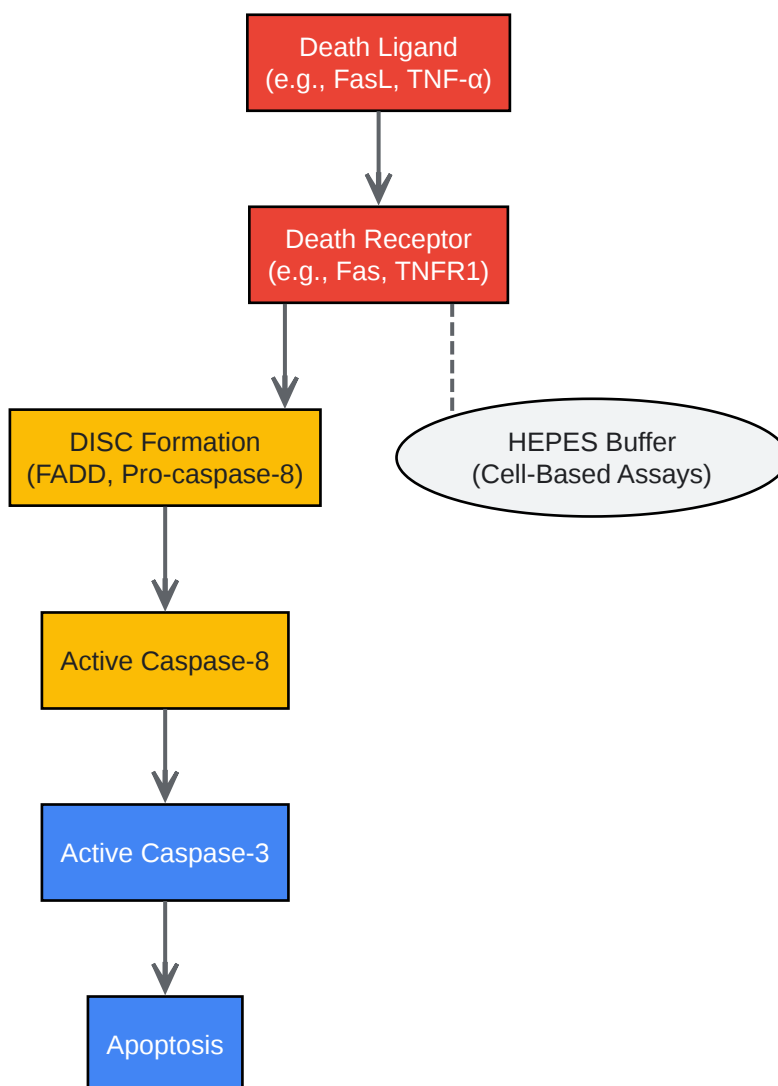 Death Ligand
(e.g., FasL, TNF-α)
Death Receptor
(e.g., Fas, TNFR1)
DISC Formation
(FADD, Pro-caspase-8)
HEPES Buffer
(Cell-Based Assays)
Active Caspase-8
Active Caspase-3
Apoptosis